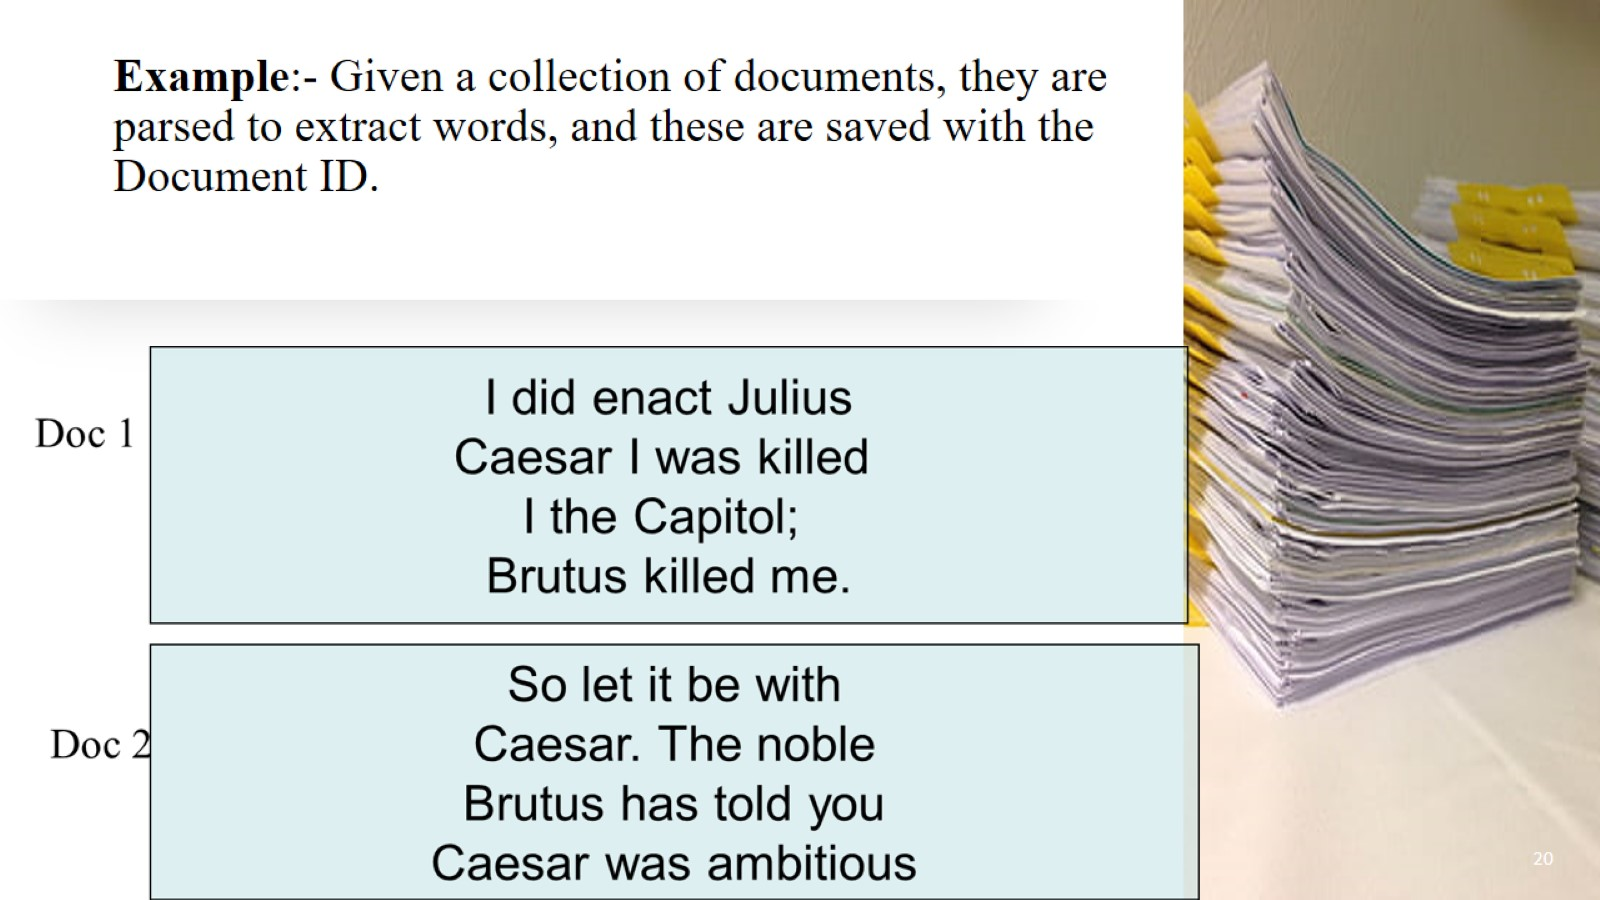 Example:- Given a collection of documents, they are
parsed to extract words, and these are saved with the
Document ID.
Doc 1
I did enact Julius
Caesar I was killed
I the Capitol;
Brutus killed me.
Doc 2
So let it be with
Caesar. The noble
Brutus has told you
Caesar was ambitious
20